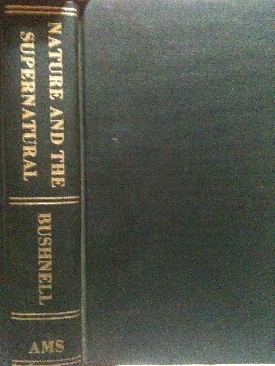 NATURE AND THE
SUPERNATURAL
BUSHNELL
AMS